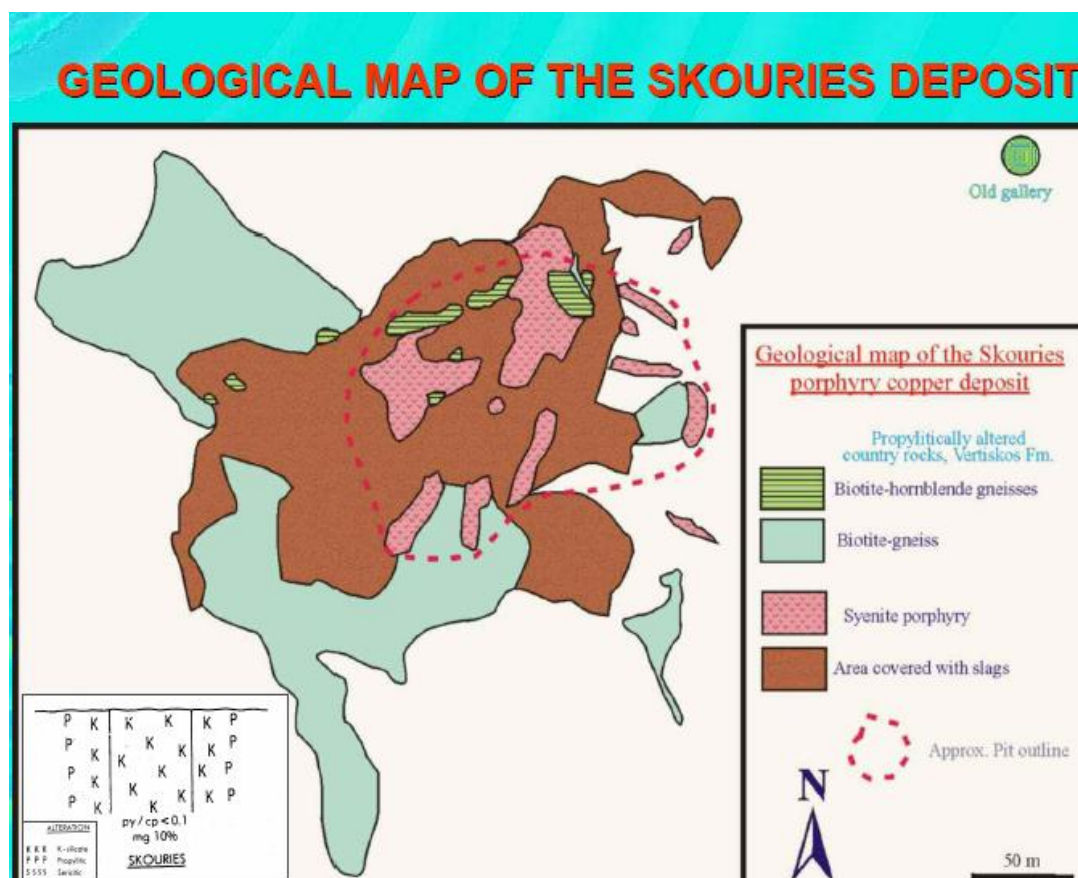 GEOLOGICAL MAP OF THE SKOURIES DEPOSIT
Old gallery
Geological map of the Skouries
porphyry copper deposit
Propylitically altered
country rocks, Vertiskos Fm.
Biotite-hornblende gneisses
Biotite-gneiss
Syenite porphyry
Area covered with slags
Approx. Pit outline
N
50 m
P K K K K P
P K K K P
P K K K K P
P K K K K K P
py/cp<0.1
mg 10%
SKOURIES
ALTERATION
K K K K-silicate
P P P Propylitic
S S S S Sericitic